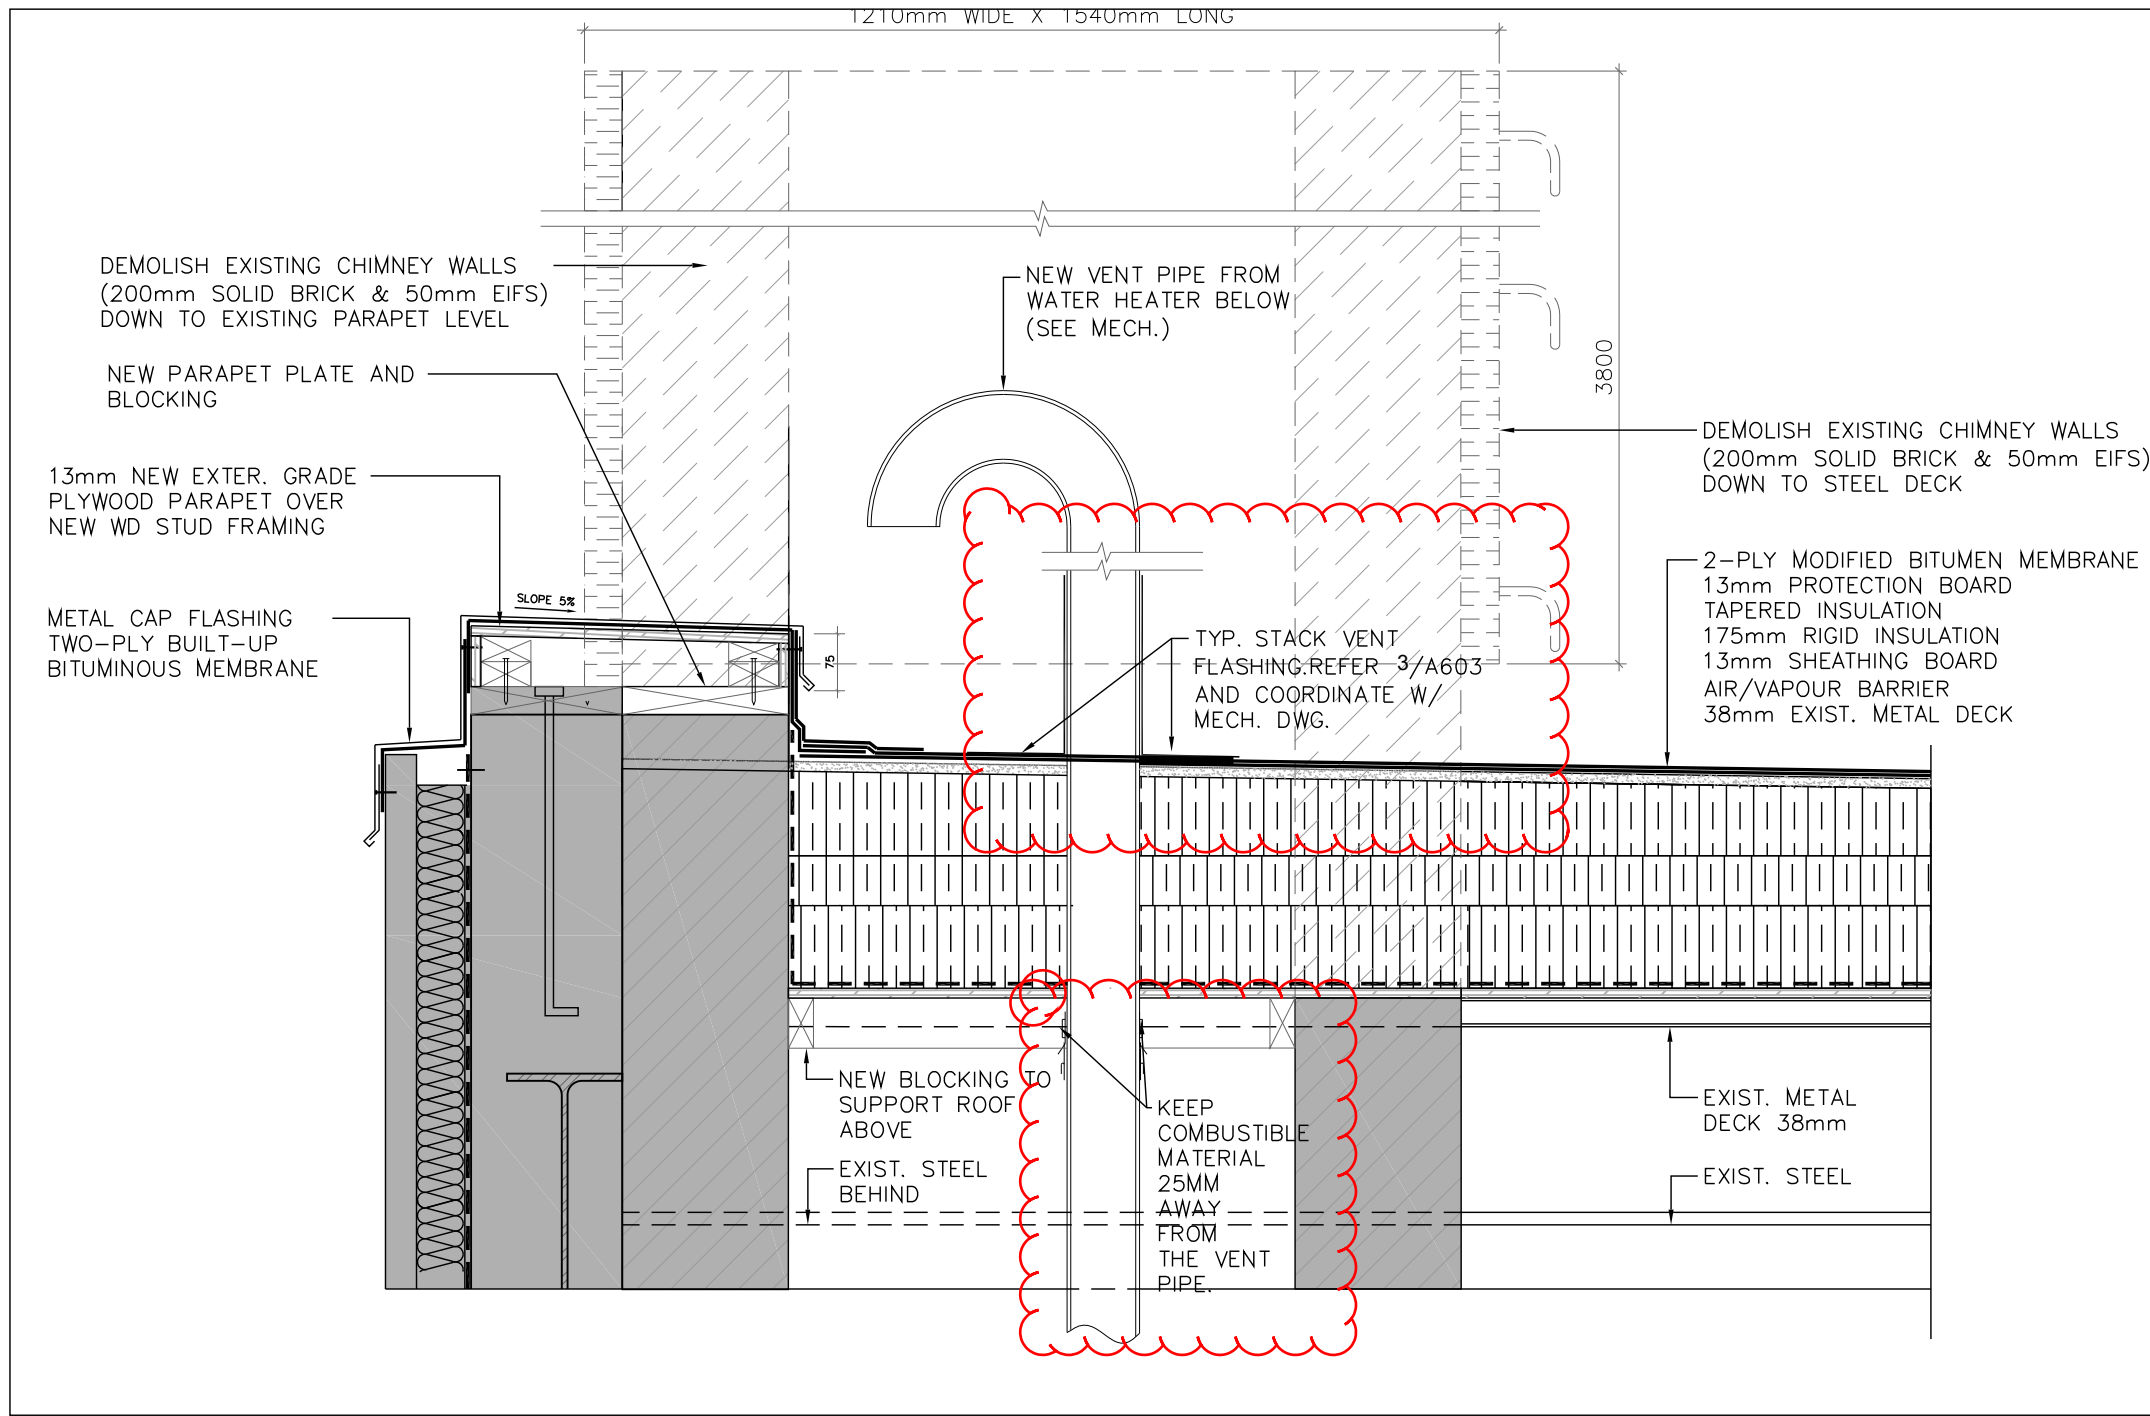 1210mm WIDE X 1540mm LONG
DEMOLISH EXISTING CHIMNEY WALLS
(200mm SOLID BRICK & 50mm EIFS)
DOWN TO EXISTING PARAPET LEVEL
NEW PARAPET PLATE AND
BLOCKING
13mm NEW EXTER. GRADE
PLYWOOD PARAPET OVER
NEW WD STUD FRAMING
METAL CAP FLASHING
TWO-PLY BUILT-UP
BITUMINOUS MEMBRANE
SLOPE 5%
75
V
NEW VENT PIPE FROM
WATER HEATER BELOW
(SEE MECH.)
3800
DEMOLISH EXISTING CHIMNEY WALLS
(200mm SOLID BRICK & 50mm EIFS)
DOWN TO STEEL DECK
2-PLY MODIFIED BITUMEN MEMBRANE
13mm PROTECTION BOARD
TAPERED INSULATION
175mm RIGID INSULATION
13mm SHEATHING BOARD
AIR/VAPOUR BARRIER
38mm EXIST. METAL DECK
TYP. STACK VENT
FLASHING.REFER 3/A603
AND COORDINATE W/
MECH. DWG.
NEW BLOCKING TO
SUPPORT ROOF
ABOVE
EXIST. STEEL
BEHIND
KEEP
COMBUSTIBLE
MATERIAL
25MM
AWAY
FROM
THE VENT
PIPE.
EXIST. METAL
DECK 38mm
EXIST. STEEL